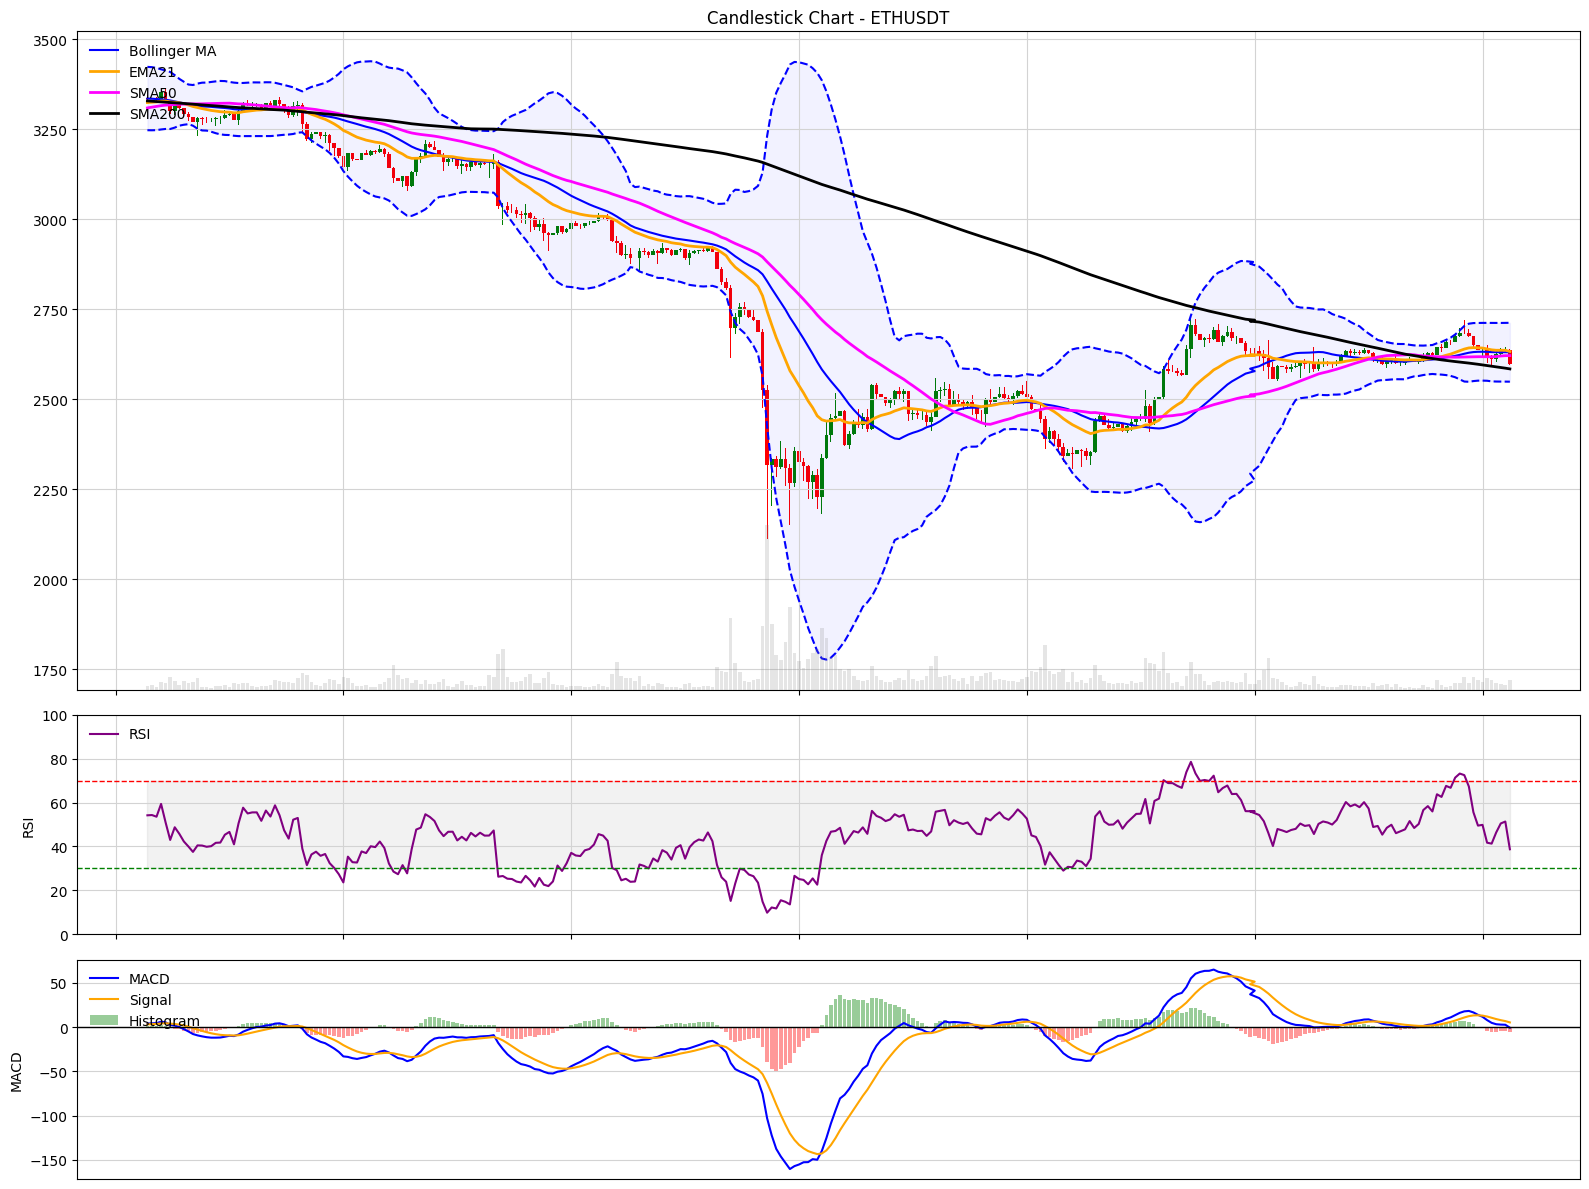 Candlestick Chart - ETHUSDT
3500
3250
3000
2750
2500
2250
2000
1750
Bollinger MA
EMA21
SMA50
SMA200
100
80
60
40
20
0
RSI
RSI
50
0
−50
−100
−150
MACD
MACD
Signal
Histogram